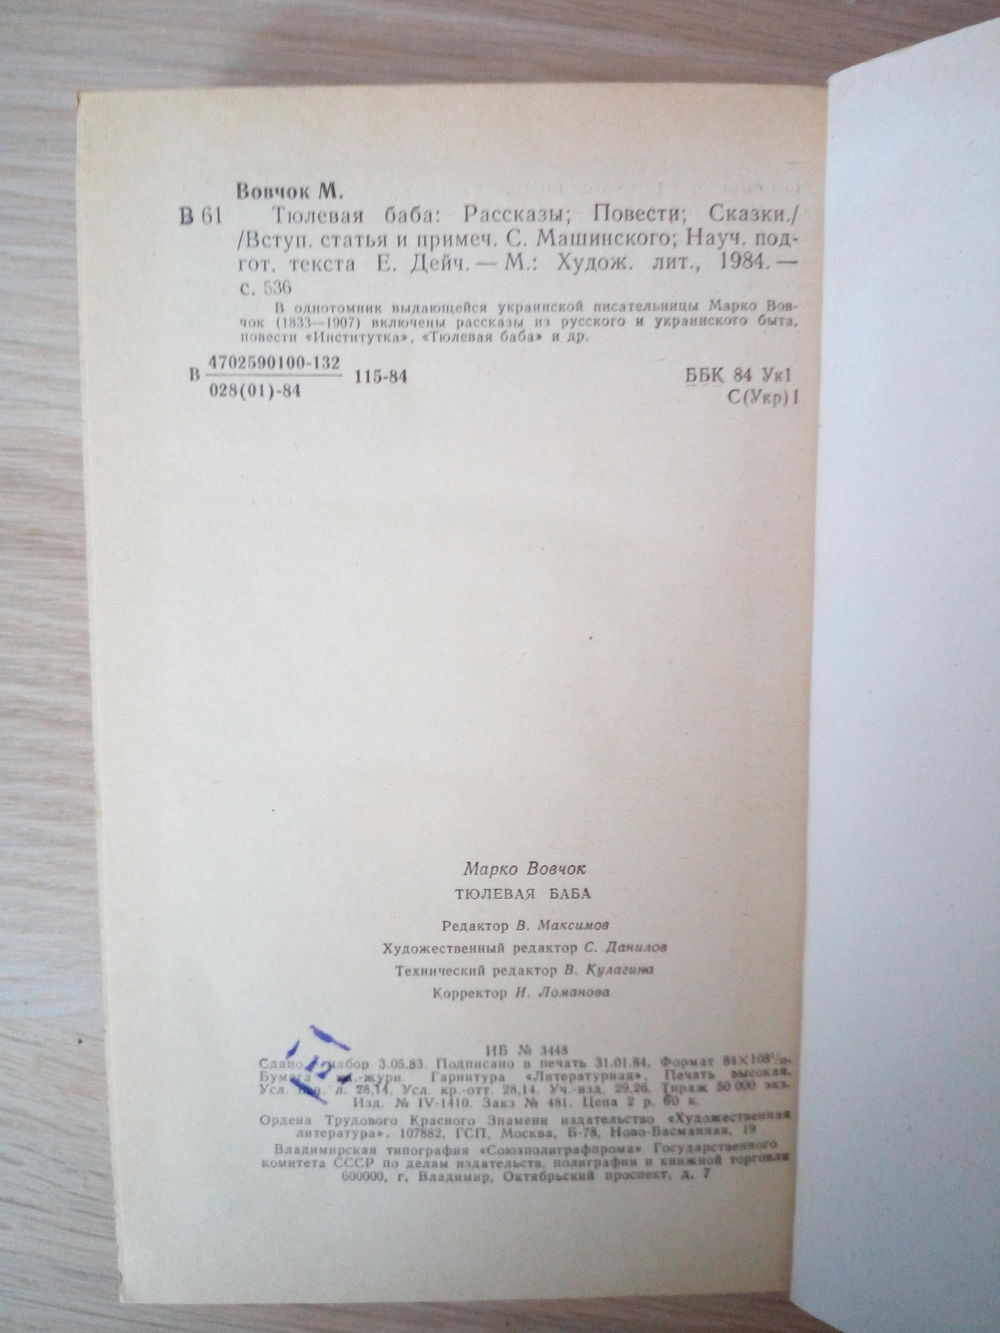 Вовчок М.
В 61 Тюлевая баба: Рассказы; Повести; Сказки./
/Вступ. статья и примеч. С. Машинского; Науч. под-
гот. текста Е. Дейч.— М.: Худож. лит., 1984.—
с. 536
В однотомник выдающейся украинской писательницы Марко Вов-
чок (1833—1907) включены рассказы из русского и украинского быта,
повести «Институтка», «Тюлевая баба» и др.
В 4702590100-132 115-84
028(01)-84
ББК 84 Ук1
С(Укр)1
Марко Вовчок
ТЮЛЕВАЯ БАБА
Редактор В. Максимов
Художественный редактор С. Данилов
Технический редактор В. Кулагина
Корректор И. Ломанова
ИБ № 3448
Сдано набор 3.05.83. Подписано в печать 31.01.84. Формат
Гарнитура «Литературная». Печать высокая.
Усл. л. 28,14. Усл. кр.-отт. 28,14. Уч.-изд. 29,26. Тираж 50 000 экз.
Изд. № IV-1410. Заказ № 481. Цена 2 р. 60 к.
Ордена Трудового Красного Знамени издательство «Художественная
литература». 107882, ГСП, Москва, Б-78, Ново-Басманная, 19
Владимирская типография «Союзполиграфпрома» Государственного
комитета СССР по делам издательств, полиграфии и книжной торговли
600000, г. Владимир, Октябрьский проспект, д. 7